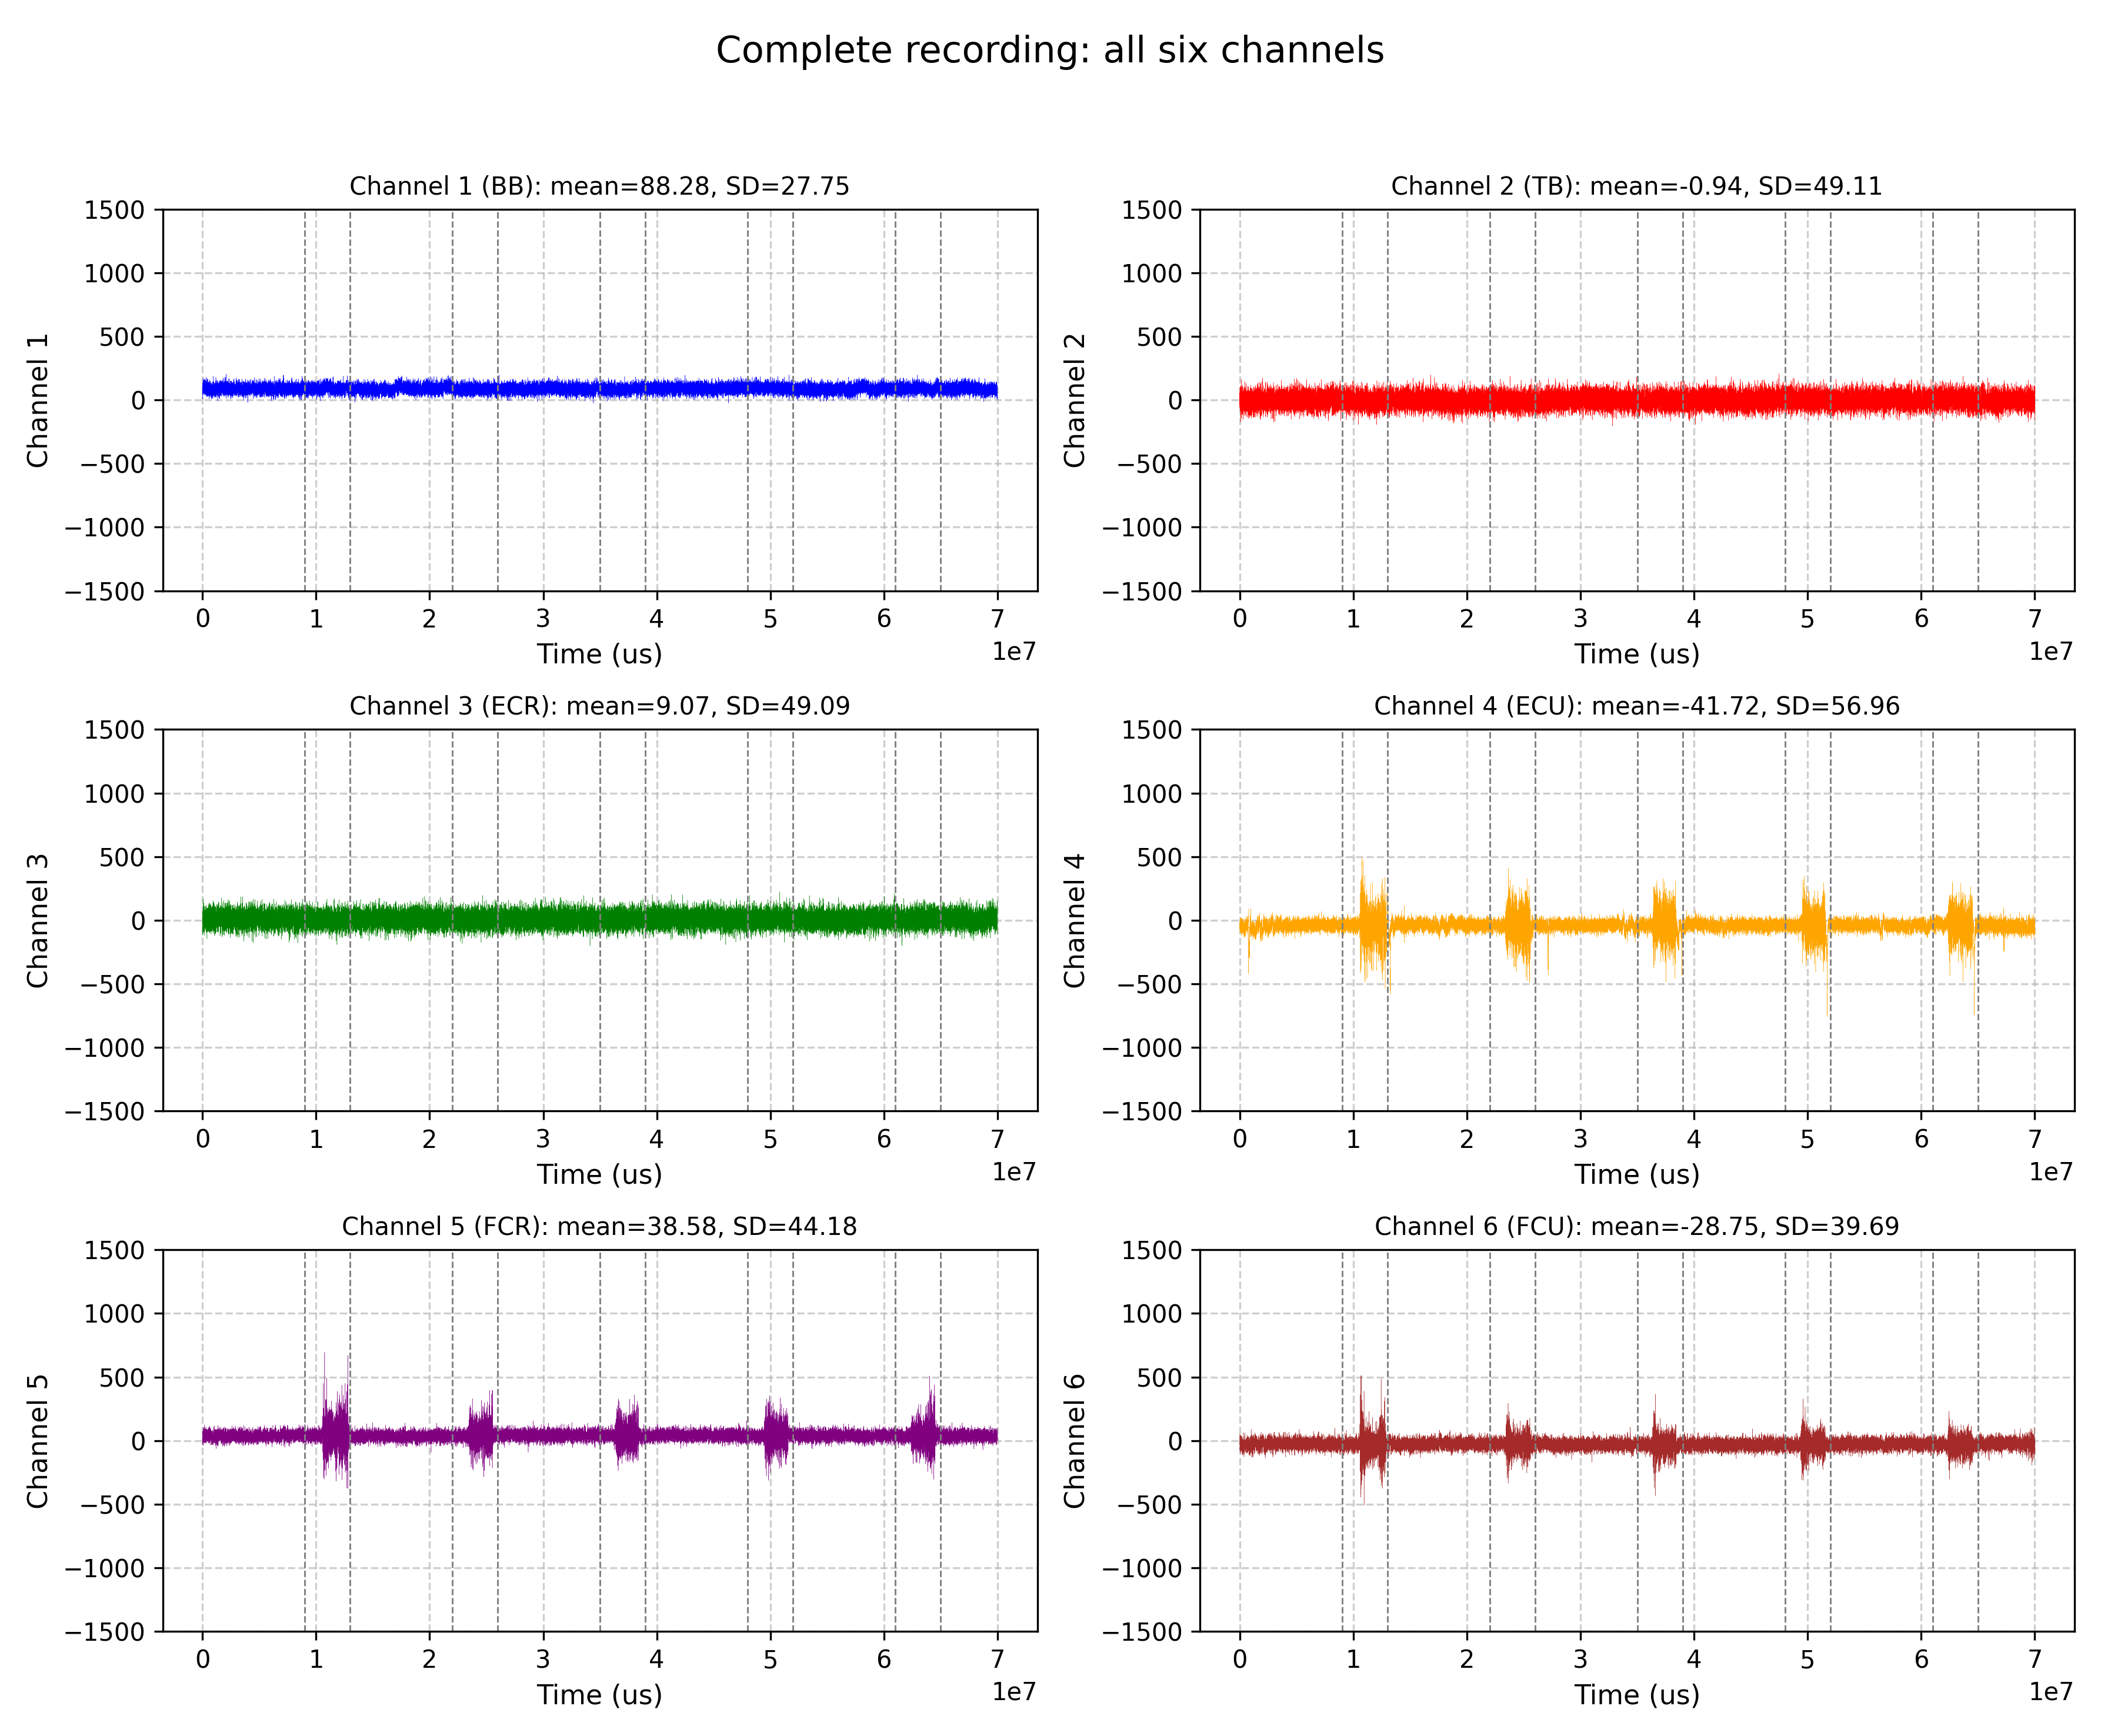 Complete recording: all six channels
Channel 1 (BB): mean=88.28, SD=27.75
1500
1000
500
0
−500
−1000
−1500
Channel 1
0 1 2 3 4 5 6 7
Time (us)
1e7
Channel 2 (TB): mean=-0.94, SD=49.11
1500
1000
500
0
−500
−1000
−1500
Channel 2
0 1 2 3 4 5 6 7
Time (us)
1e7
Channel 3 (ECR): mean=9.07, SD=49.09
1500
1000
500
0
−500
−1000
−1500
Channel 3
0 1 2 3 4 5 6 7
Time (us)
1e7
Channel 4 (ECU): mean=-41.72, SD=56.96
1500
1000
500
0
−500
−1000
−1500
Channel 4
0 1 2 3 4 5 6 7
Time (us)
1e7
Channel 5 (FCR): mean=38.58, SD=44.18
1500
1000
500
0
−500
−1000
−1500
Channel 5
0 1 2 3 4 5 6 7
Time (us)
1e7
Channel 6 (FCU): mean=-28.75, SD=39.69
1500
1000
500
0
−500
−1000
−1500
Channel 6
0 1 2 3 4 5 6 7
Time (us)
1e7